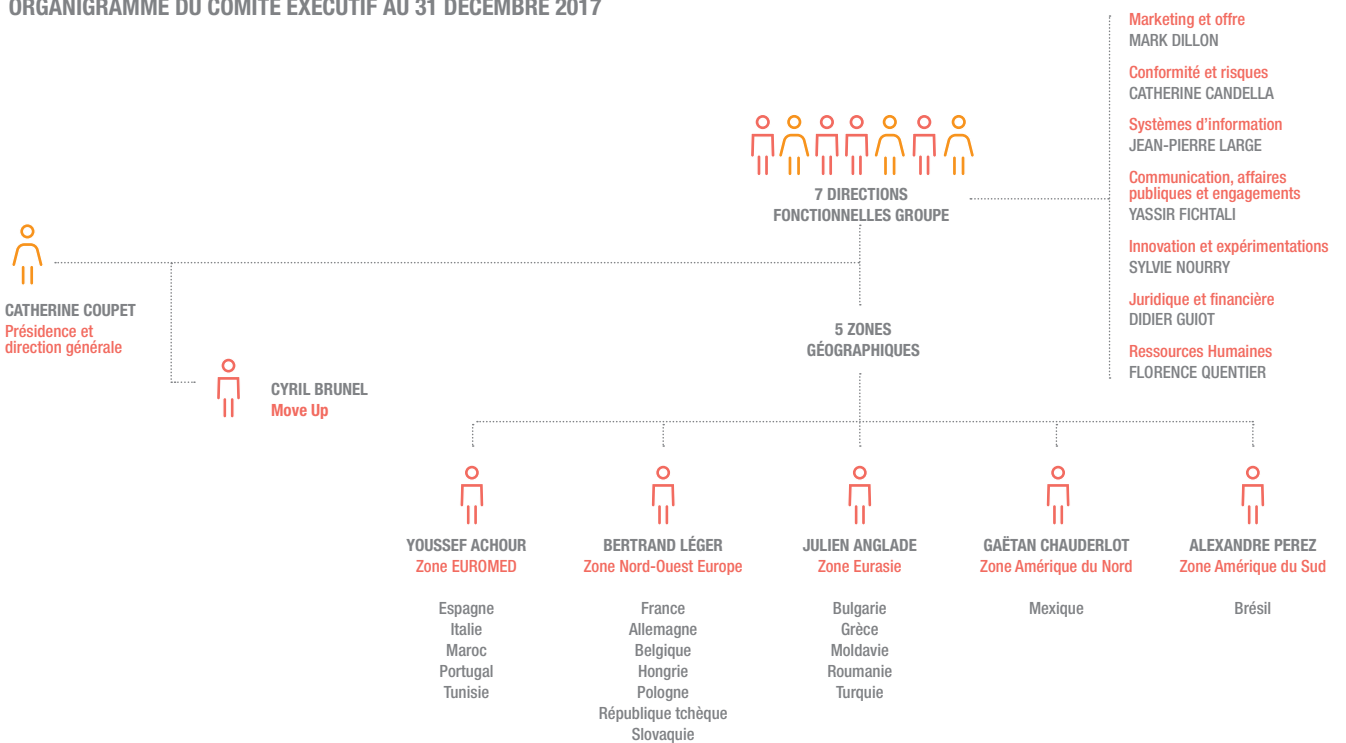 ORGANIGRAMME DU COMITÉ EXÉCUTIF AU 31 DÉCEMBRE 2017
Marketing et offre
MARK DILLON
Conformité et risques
CATHERINE CANDELLA
Systèmes d'information
JEAN-PIERRE LARGE
Communication, affaires
publiques et engagements
YASSIR FICHTALI
Innovation et expérimentations
SYLVIE NOURRY
Juridique et financière
DIDIER GUIOT
Ressources Humaines
FLORENCE QUENTIER
7 DIRECTIONS
FONCTIONNELLES GROUPE
CATHERINE COUPET
Présidence et
direction générale
5 ZONES
GÉOGRAPHIQUES
CYRIL BRUNEL
Move Up
YOUSSEF ACHOUR
Zone EUROMED
Espagne
Italie
Maroc
Portugal
Tunisie
BERTRAND LÉGER
Zone Nord-Ouest Europe
France
Allemagne
Belgique
Hongrie
Pologne
République tchèque
Slovaquie
JULIEN ANGLADE
Zone Eurasie
Bulgarie
Grèce
Moldavie
Roumanie
Turquie
GAËTAN CHAUDERLOT
Zone Amérique du Nord
Mexique
ALEXANDRE PEREZ
Zone Amérique du Sud
Brésil